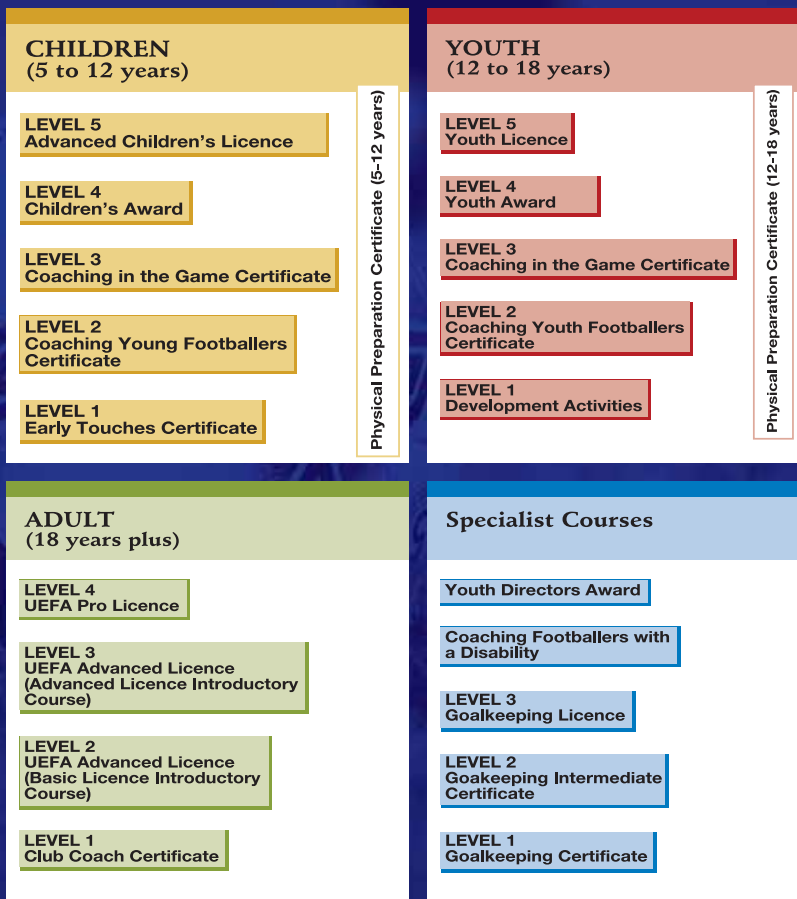 CHILDREN
(5 to 12 years)
LEVEL 5
Advanced Children's Licence
LEVEL 4
Children's Award
LEVEL 3
Coaching in the Game Certificate
LEVEL 2
Coaching Young Footballers
Certificate
LEVEL 1
Early Touches Certificate
Physical Preparation Certificate (5-12 years)
YOUTH
(12 to 18 years)
LEVEL 5
Youth Licence
LEVEL 4
Youth Award
LEVEL 3
Coaching in the Game Certificate
LEVEL 2
Coaching Youth Footballers
Certificate
LEVEL 1
Development Activities
Physical Preparation Certificate (12-18 years)
ADULT
(18 years plus)
LEVEL 4
UEFA Pro Licence
LEVEL 3
UEFA Advanced Licence
(Advanced Licence Introductory
Course)
LEVEL 2
UEFA Advanced Licence
(Basic Licence Introductory
Course)
LEVEL 1
Club Coach Certificate
Specialist Courses
Youth Directors Award
Coaching Footballers with
a Disability
LEVEL 3
Goalkeeping Licence
LEVEL 2
Goakeeping Intermediate
Certificate
LEVEL 1
Goalkeeping Certificate